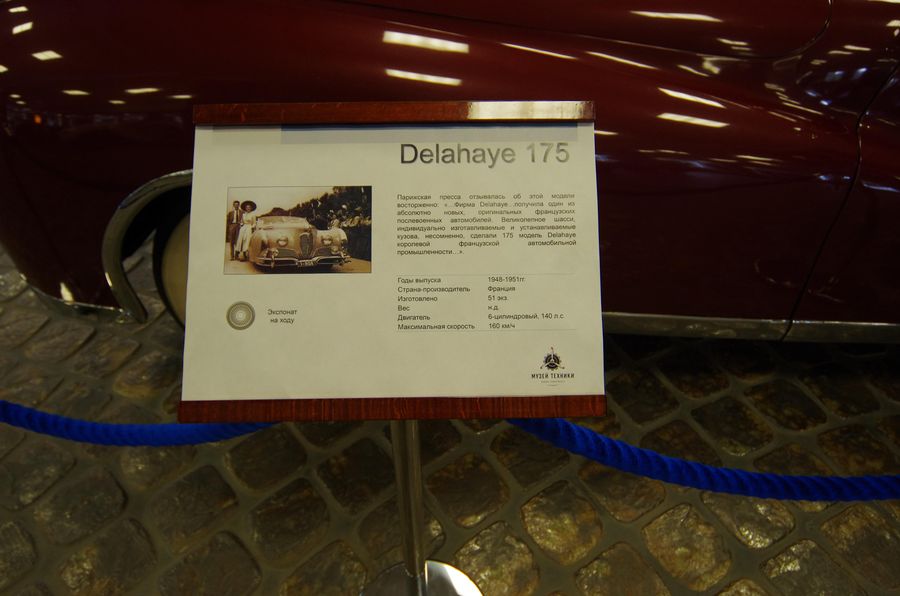 Delahaye 175
Парижская пресса отзывалась об этой модели
восторженно: «...Фирма Delahaye...получила один из
абсолютно новых, оригинальных французских
послевоенных автомобилей. Великолепное шасси,
индивидуально изготавливаемые и устанавливаемые
кузова, несомненно, сделали 175 модель Delahaye
королевой французской автомобильной
промышленности...».
Годы выпуска 1948-1951гг.
Страна-производитель Франция
Изготовлено 51 экз.
Вес н.д.
Двигатель 6-цилиндровый, 140 л.с.
Максимальная скорость 160 км/ч
Экспонат
на ходу
МУЗЕЙ ТЕХНИКИ